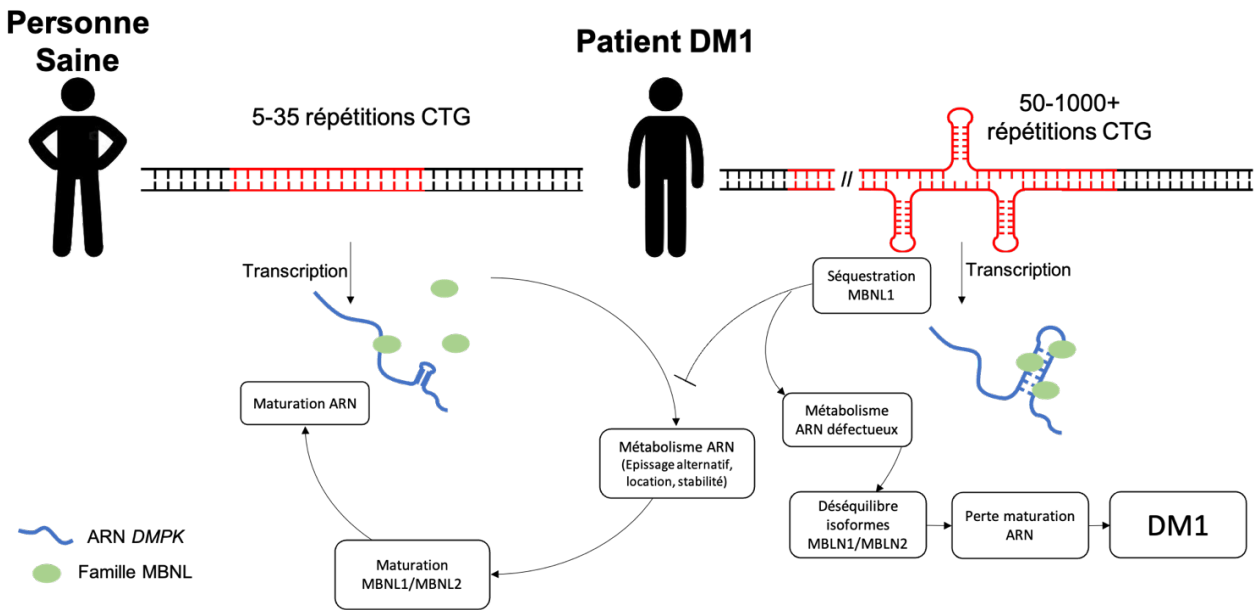 Personne
Saine
Patient DM1
5-35 répétitions CTG
50-1000+
répétitions CTG
//
Transcription
Séquestration
MBNL1
Transcription
Maturation ARN
Métabolisme ARN
(Epissage alternatif,
location, stabilité)
Métabolisme
ARN défectueux
Déséquilibre
isoformes
MBLN1/MBLN2
Perte maturation
ARN
DM1
Maturation
MBNL1/MBNL2
ARN DMPK
Famille MBNL